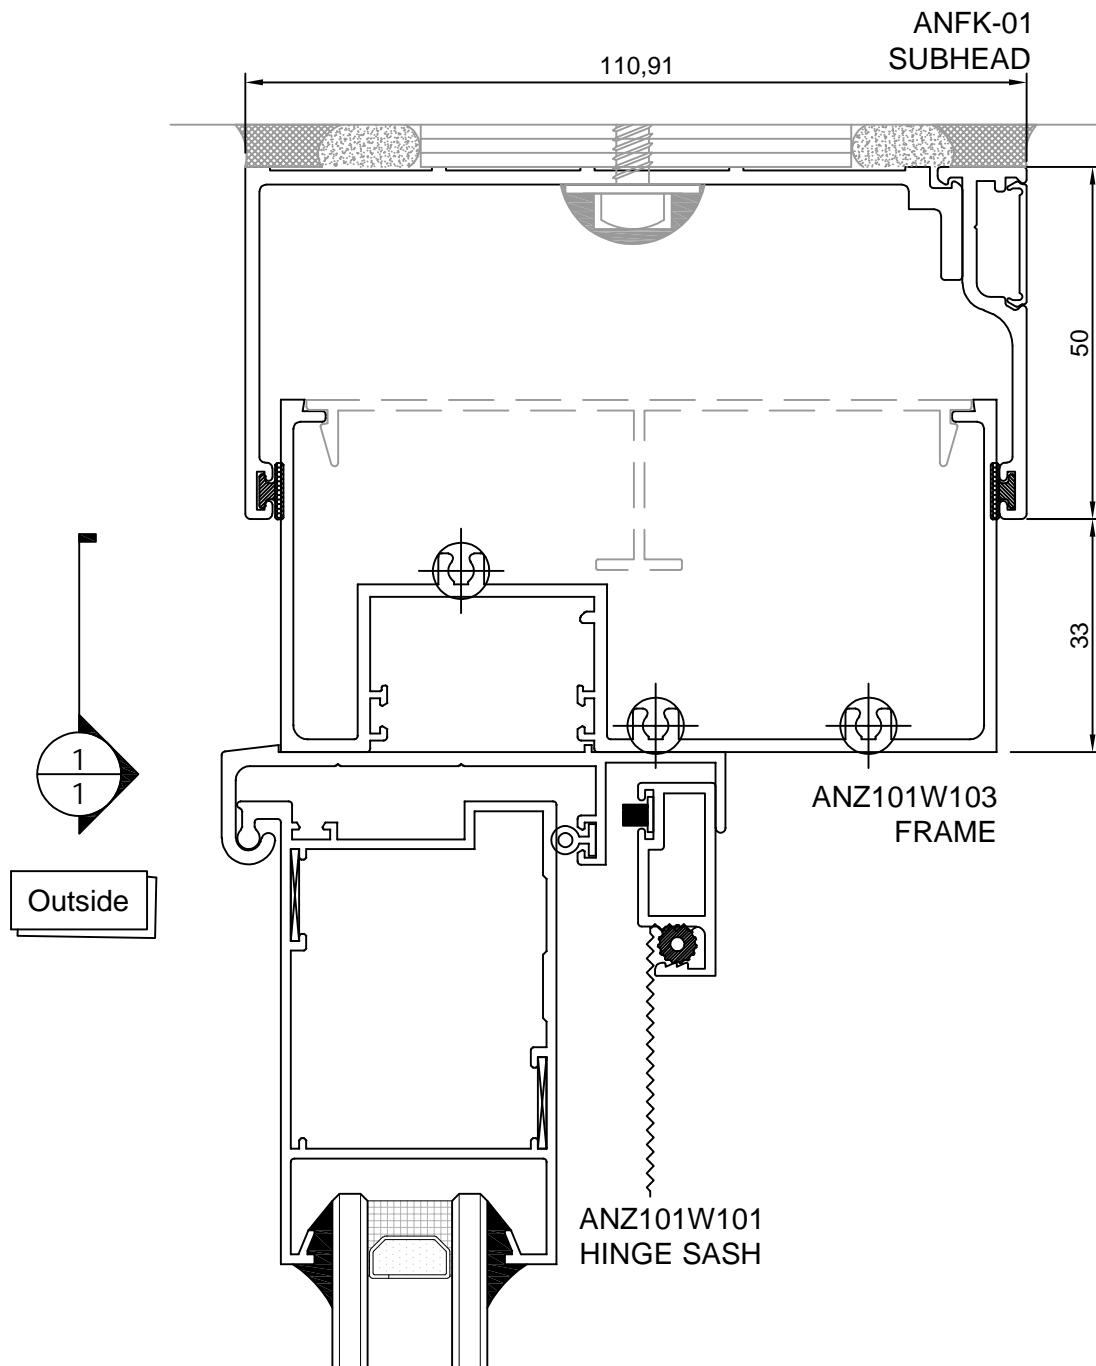 ANFK-01
SUBHEAD
110,91
50
33
1
1
ANZ101W103
FRAME
Outside
ANZ101W101
HINGE SASH